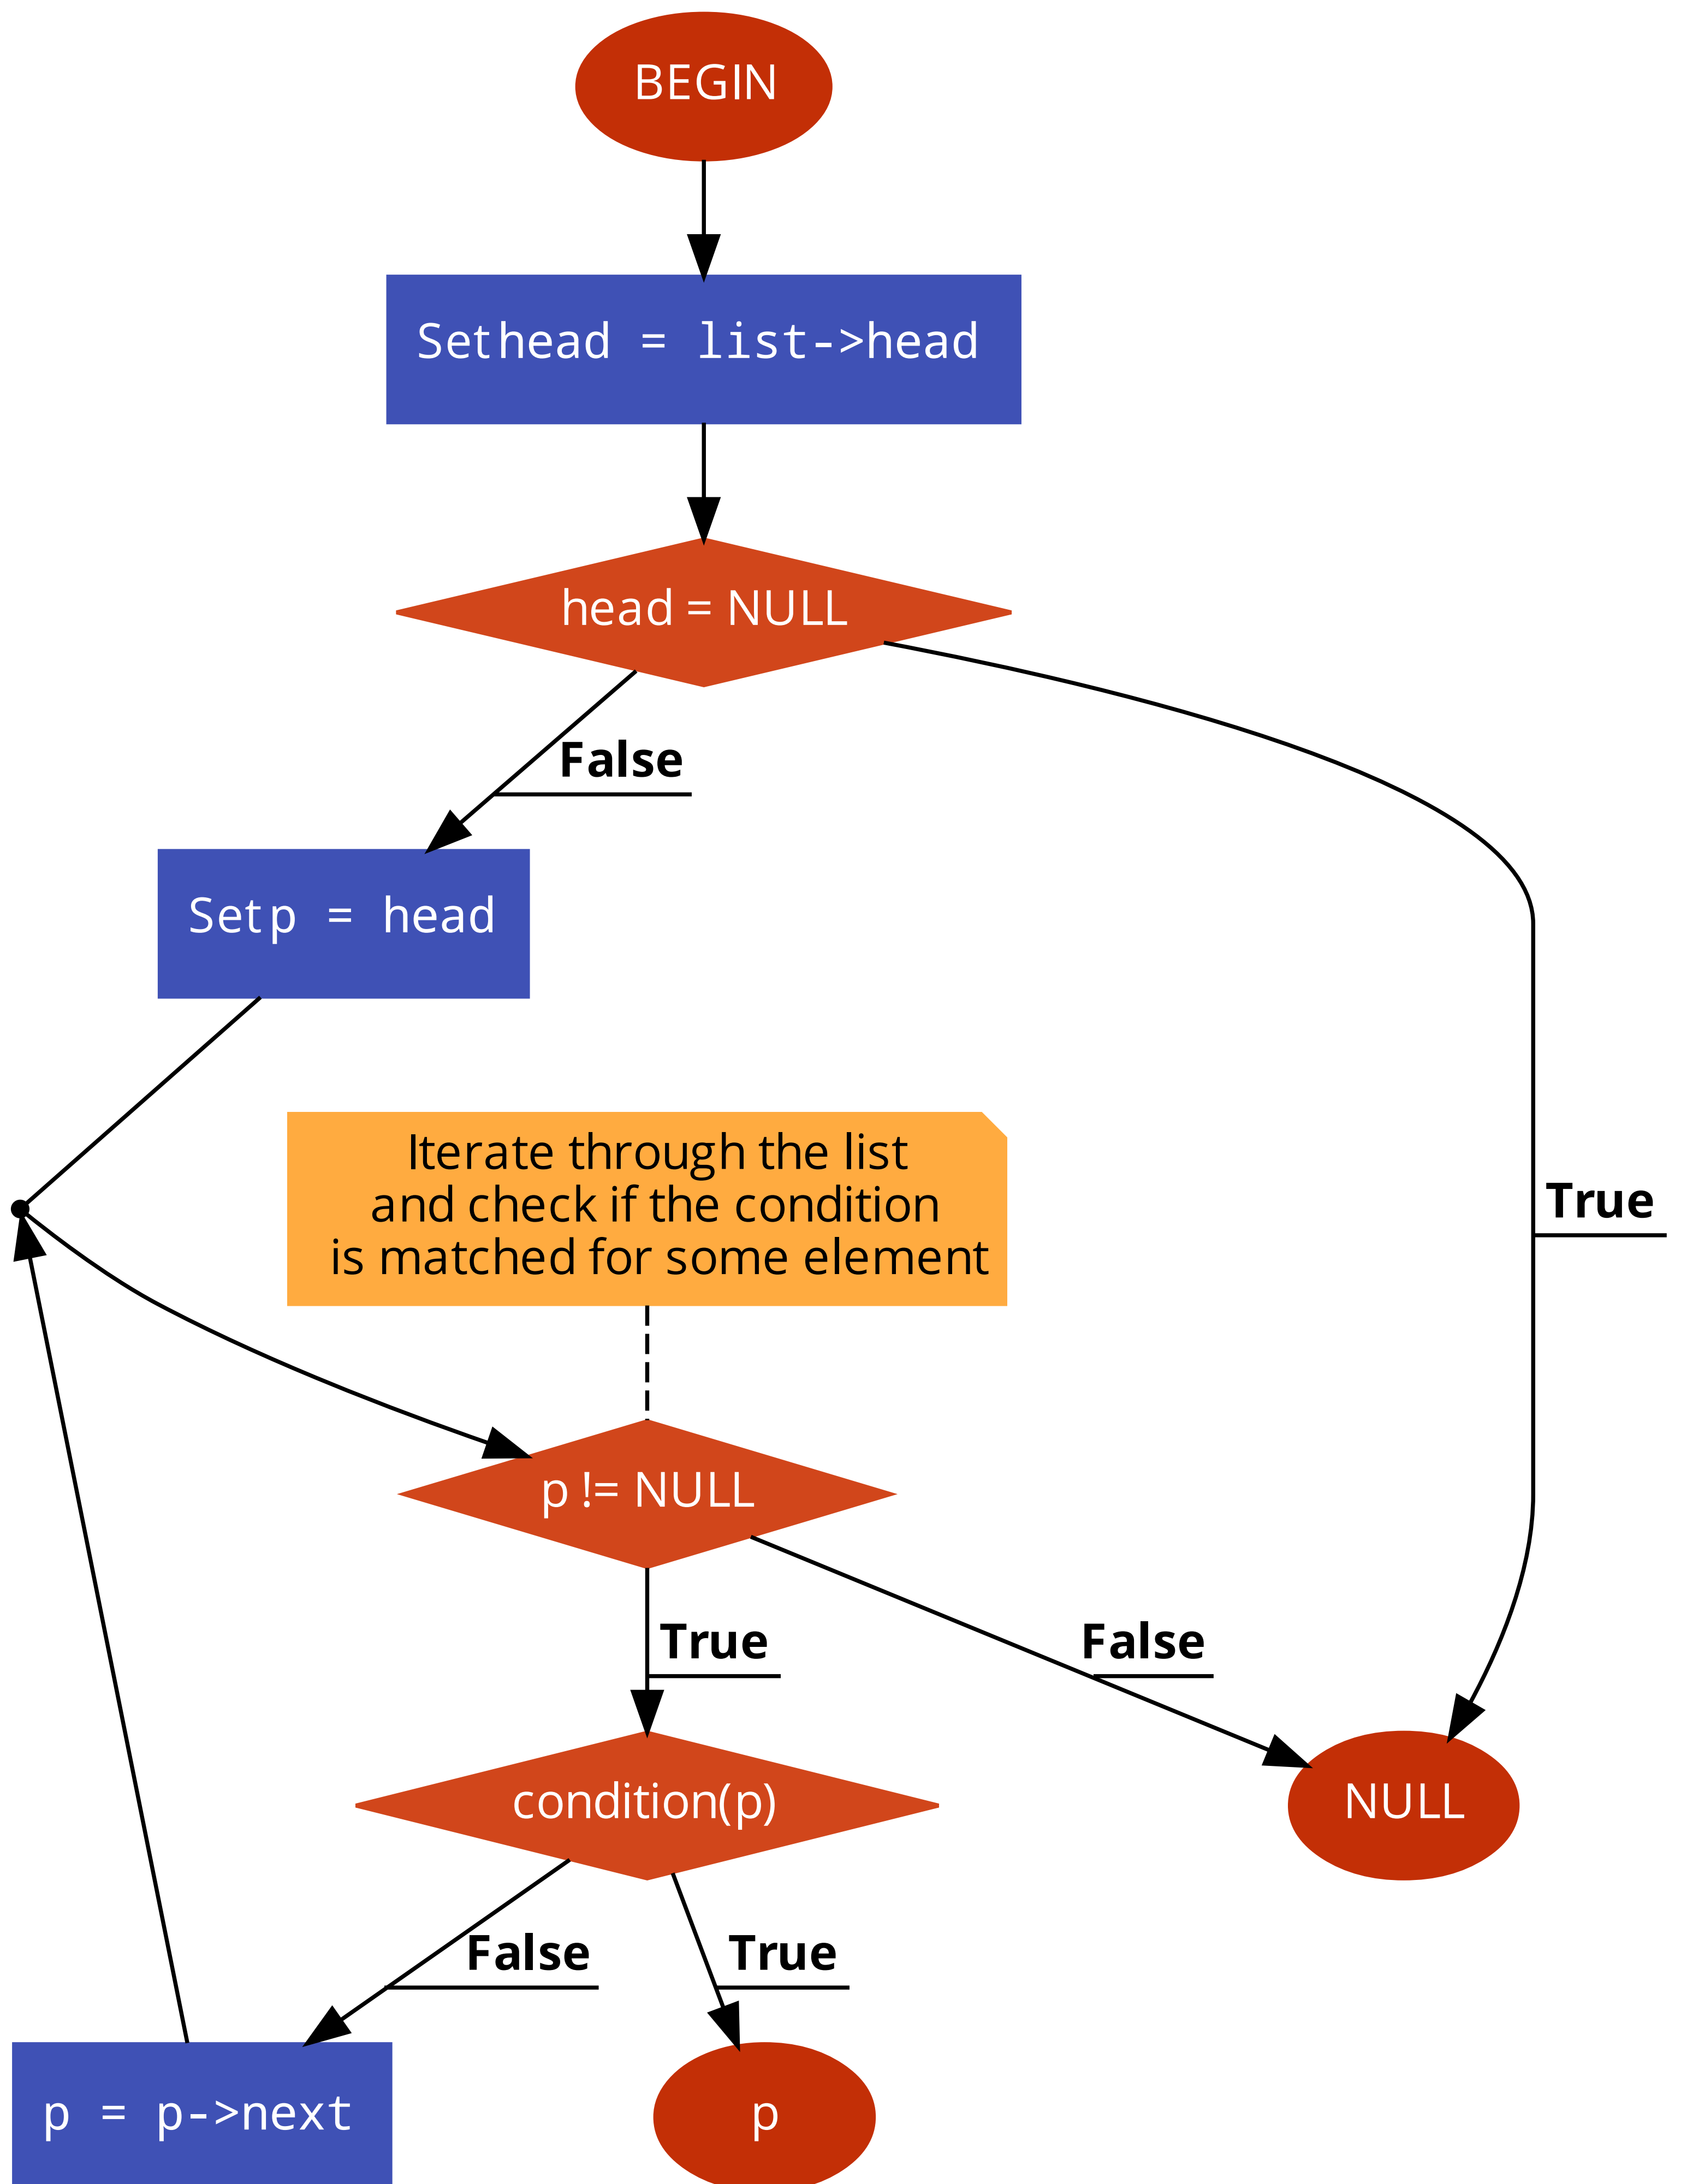 BEGIN
Set head = list->head
head = NULL
False
Set p = head
Iterate through the list
and check if the condition
is matched for some element
True
p != NULL
True
False
condition(p)
NULL
False
True
p = p->next
p